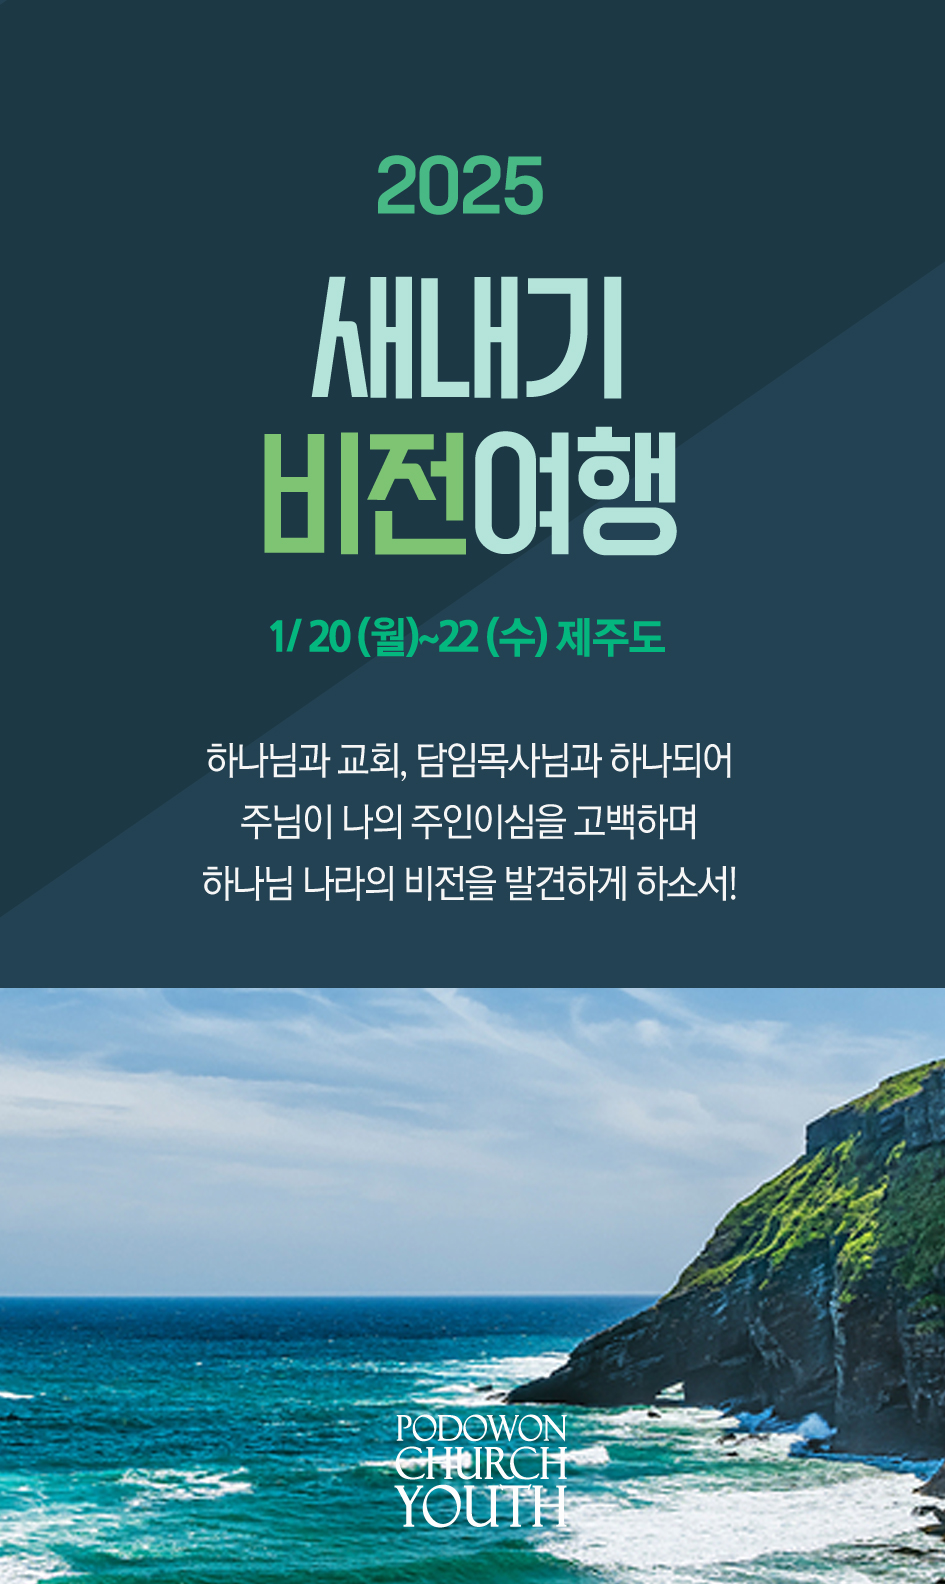 2025
새내기
비전여행
1/ 20 (월)~22 (수) 제주도
하나님과 교회, 담임목사님과 하나되어
주님이 나의 주인이심을 고백하며
하나님 나라의 비전을 발견하게 하소서!
PODOWON
CHURCH
YOUTH